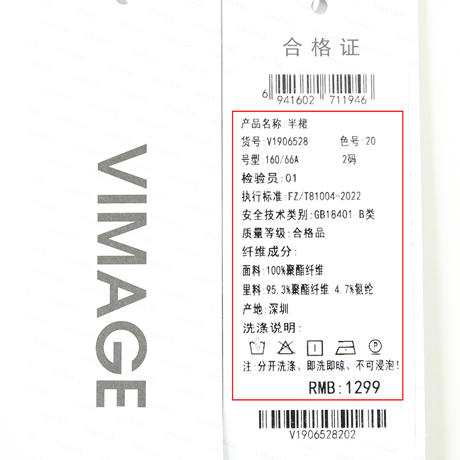 VIMAGE
合格证
6 941602 711946
产品名称:半裙
货号:V1906528 色号:20
号型:160/66A 2码
检验员:01
执行标准:FZ/T81004-2022
安全技术类别:GB18401 B类
质量等级:合格品
纤维成分:
面料:100%聚酯纤维
里料:95.3%聚酯纤维 4.7%氨纶
产地:深圳
洗涤说明:
注:分开洗涤、即洗即晾、不可浸泡!
RMB:1299
V1906528202